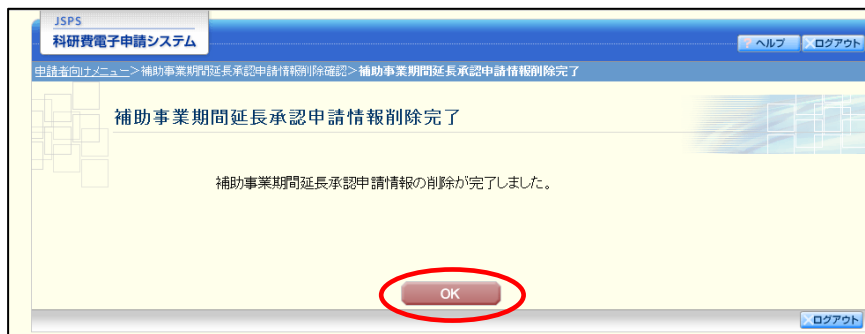 JSPS
科研費電子申請システム
? ヘルプ ×ログアウト
申請者向けメニュー>補助事業期間延長承認申請情報削除確認>補助事業期間延長承認申請情報削除完了
補助事業期間延長承認申請情報削除完了
補助事業期間延長承認申請情報の削除が完了しました。
OK
×ログアウト